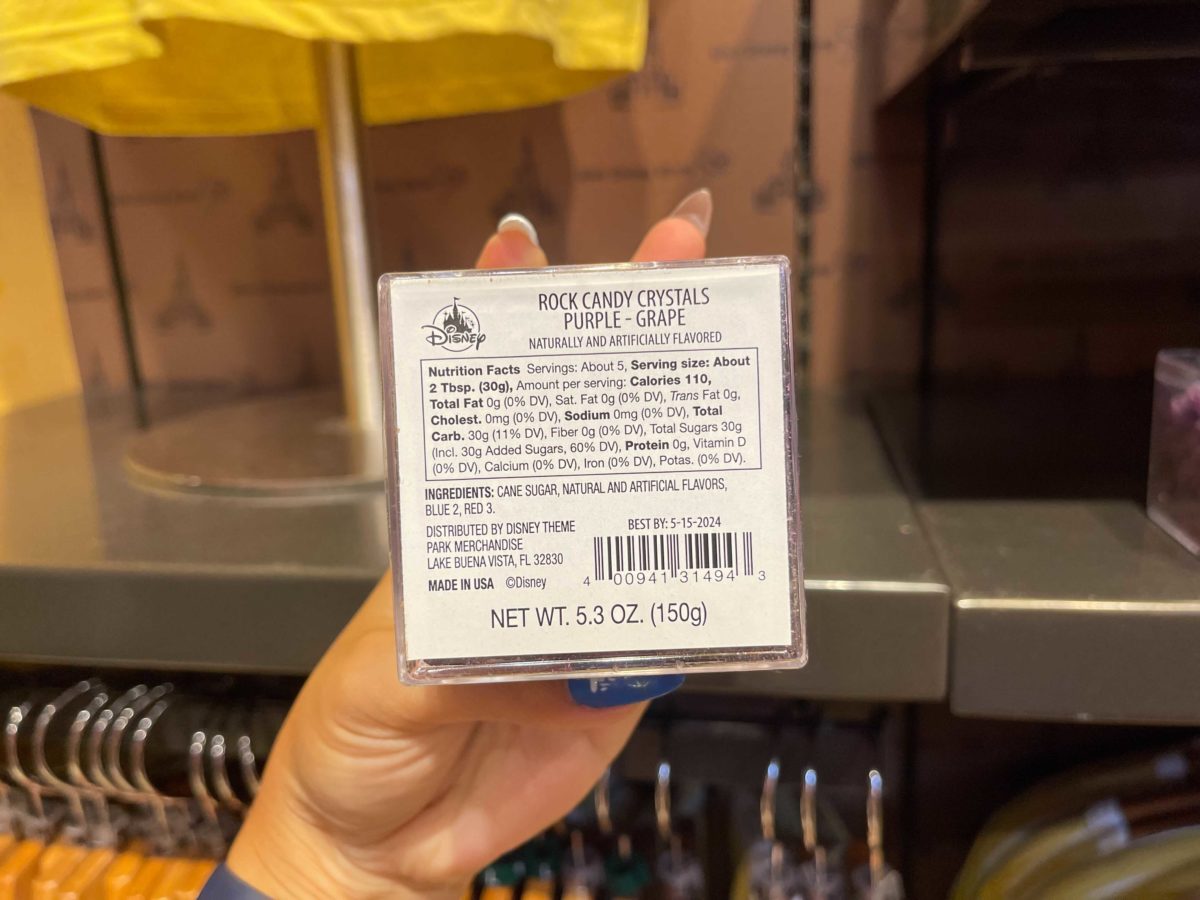 Disney
ROCK CANDY CRYSTALS
PURPLE - GRAPE
NATURALLY AND ARTIFICIALLY FLAVORED
Nutrition Facts Servings: About 5, Serving size: About
2 Tbsp. (30g), Amount per serving: Calories 110,
Total Fat 0g (0% DV), Sat. Fat 0g (0% DV), Trans Fat 0g,
Cholest. 0mg (0% DV), Sodium 0mg (0% DV), Total
Carb. 30g (11% DV), Fiber 0g (0% DV), Total Sugars 30g
(Incl. 30g Added Sugars, 60% DV), Protein 0g, Vitamin D
(0% DV), Calcium (0% DV), Iron (0% DV), Potas. (0% DV).
INGREDIENTS: CANE SUGAR, NATURAL AND ARTIFICIAL FLAVORS,
BLUE 2, RED 3.
DISTRIBUTED BY DISNEY THEME
PARK MERCHANDISE
LAKE BUENA VISTA, FL 32830
MADE IN USA ©Disney
BEST BY: 5-15-2024
4 00941 31494 3
NET WT. 5.3 OZ. (150g)